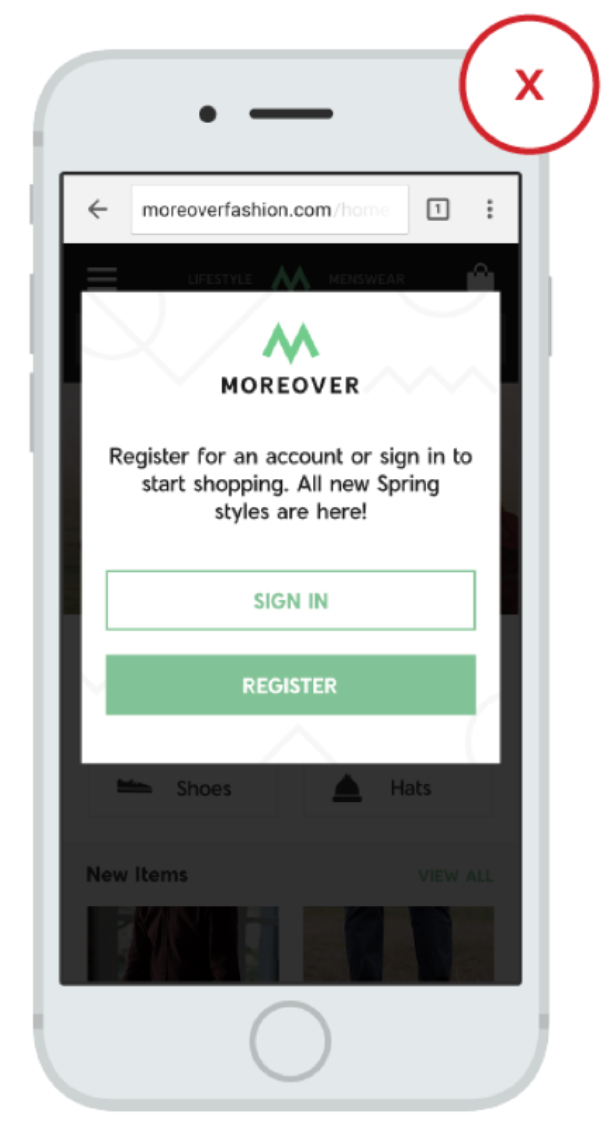 X
moreoverfashion.com/home
1
LIFESTYLE MENSWEAR
MOREOVER
Register for an account or sign in to
start shopping. All new Spring
styles are here!
SIGN IN
REGISTER
Shoes Hats
New Items VIEW ALL